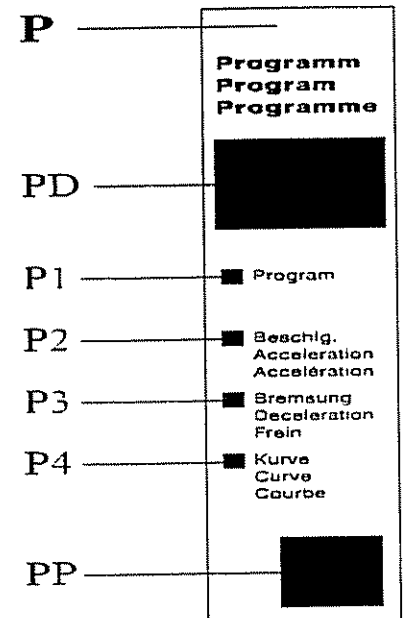 P
Programm
Program
Programme
PD
P1
Program
P2
Beschlg.
Acceleration
Accélération
P3
Bremsung
Deceleration
Frein
P4
Kurve
Curve
Courbe
PP